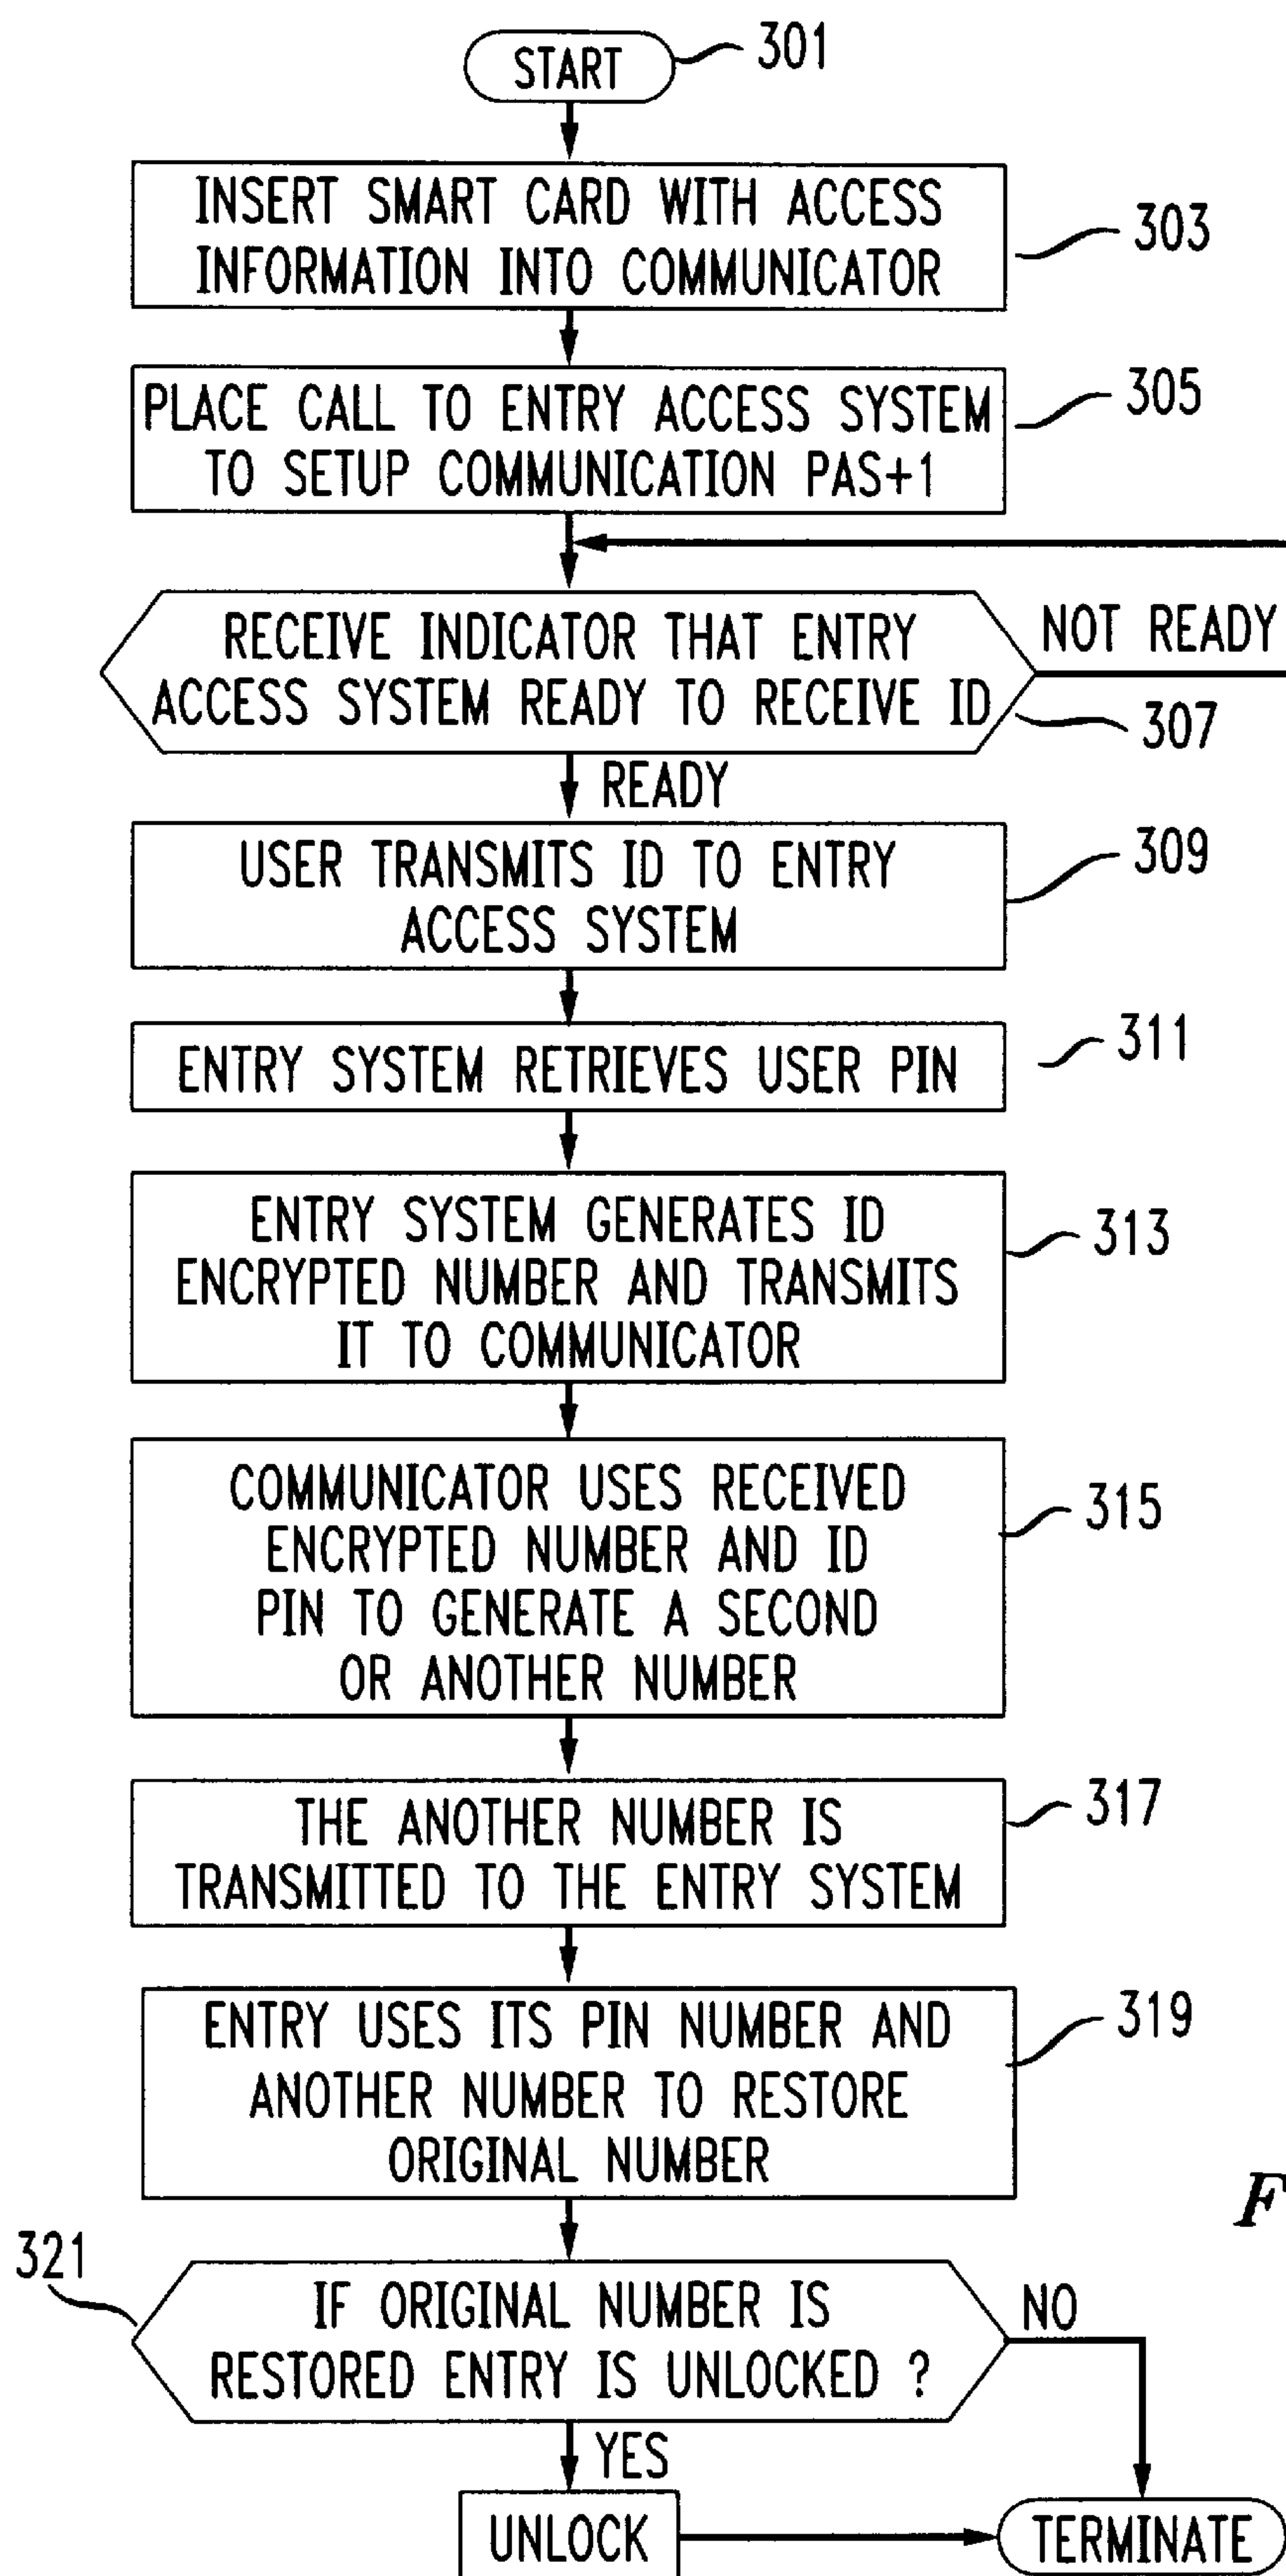 START
301
INSERT SMART CARD WITH ACCESS
INFORMATION INTO COMMUNICATOR
303
PLACE CALL TO ENTRY ACCESS SYSTEM
TO SETUP COMMUNICATION PAS+1
305
RECEIVE INDICATOR THAT ENTRY
ACCESS SYSTEM READY TO RECEIVE ID
NOT READY
307
READY
USER TRANSMITS ID TO ENTRY
ACCESS SYSTEM
309
ENTRY SYSTEM RETRIEVES USER PIN
311
ENTRY SYSTEM GENERATES ID
ENCRYPTED NUMBER AND TRANSMITS
IT TO COMMUNICATOR
313
COMMUNICATOR USES RECEIVED
ENCRYPTED NUMBER AND ID
PIN TO GENERATE A SECOND
OR ANOTHER NUMBER
315
THE ANOTHER NUMBER IS
TRANSMITTED TO THE ENTRY SYSTEM
317
ENTRY USES ITS PIN NUMBER AND
ANOTHER NUMBER TO RESTORE
ORIGINAL NUMBER
319
F
321
IF ORIGINAL NUMBER IS
RESTORED ENTRY IS UNLOCKED ?
NO
YES
UNLOCK
TERMINATE